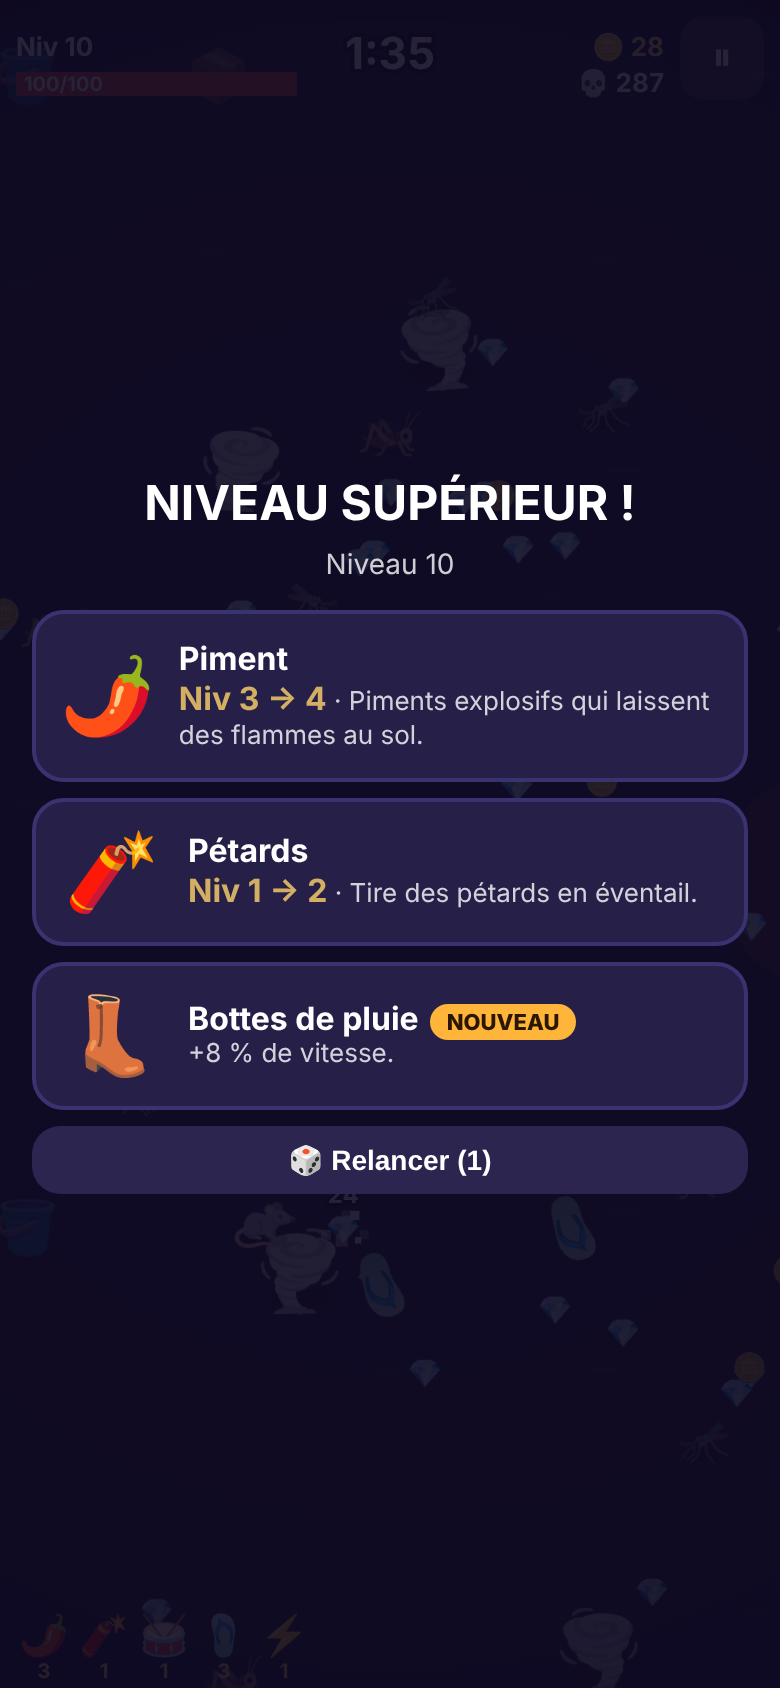 Niv 10
1:35
28
100/100
287
NIVEAU SUPÉRIEUR !
Niveau 10
Piment
Niv 3 → 4 · Piments explosifs qui laissent
des flammes au sol.
Pétards
Niv 1 → 2 · Tire des pétards en éventail.
Bottes de pluie NOUVEAU
+8 % de vitesse.
Relancer (1)
24
3 1 1 3 1